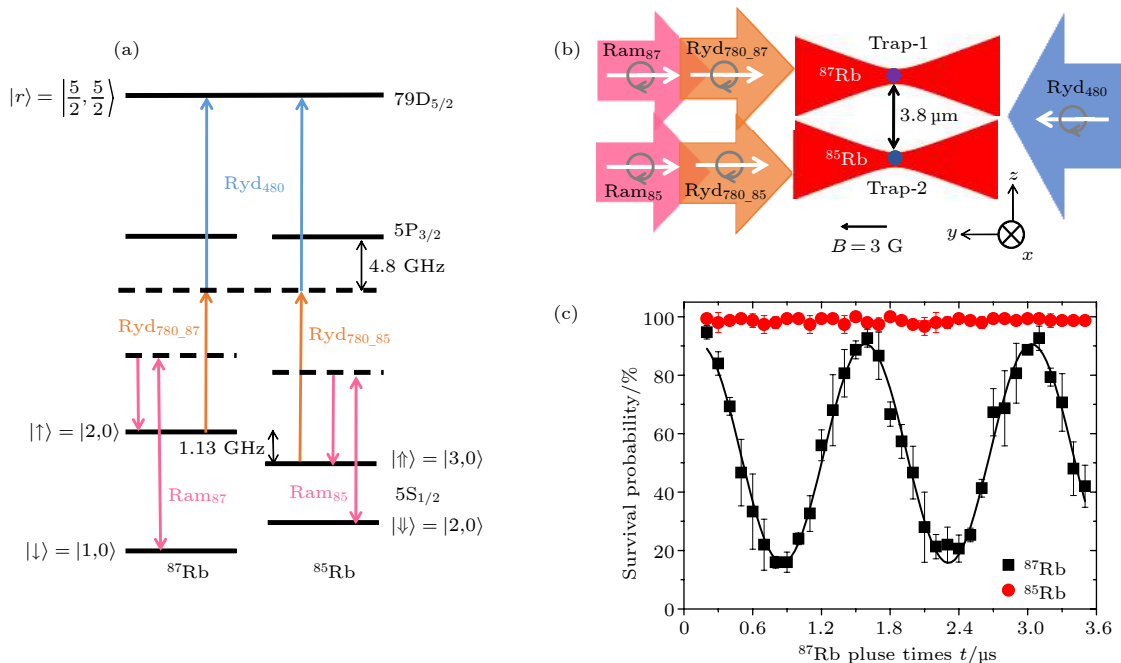 (a)
|r⟩ = |5/2, 5/2⟩
79D5/2
Ryd480
5P3/2
4.8 GHz
Ryd780_87
Ryd780_85
|↑⟩ = |2,0⟩
1.13 GHz
|⇑⟩ = |3,0⟩
Ram87
Ram85
5S1/2
|⇓⟩ = |2,0⟩
|↓⟩ = |1,0⟩
87Rb
85Rb
(b)
Ram87
Ryd780_87
Trap-1
87Rb
Ryd480
3.8 µm
85Rb
Ram85
Ryd780_85
Trap-2
B = 3 G
z
y
x
(c)
Survival probability/%
100
80
60
40
20
0
87Rb
85Rb
0
0.6
1.2
1.8
2.4
3.0
3.6
87Rb pluse times t/µs